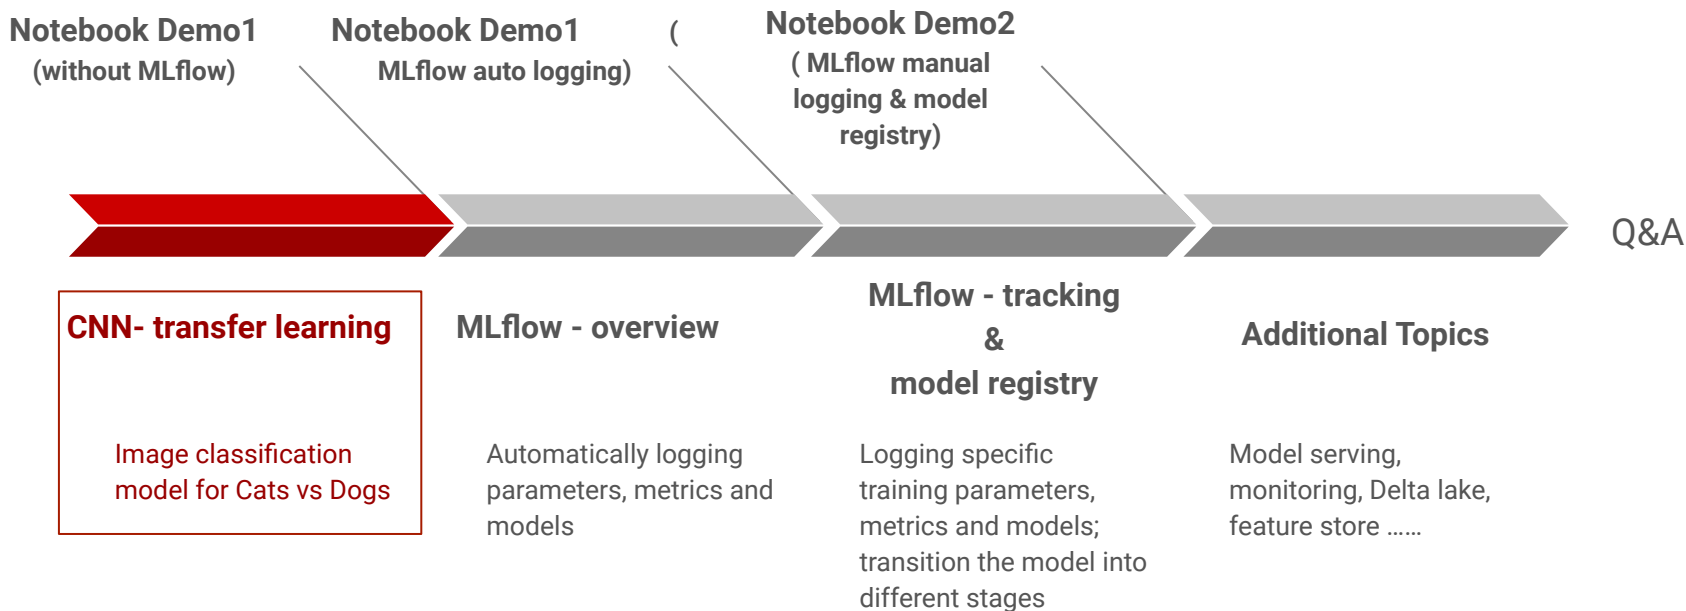 Notebook Demo1
(without MLflow)
Notebook Demo1 (
MLflow auto logging)
Notebook Demo2
( MLflow manual
logging & model
registry)
Q&A
CNN- transfer learning
Image classification
model for Cats vs Dogs
MLflow - overview
Automatically logging
parameters, metrics and
models
MLflow - tracking
&
model registry
Logging specific
training parameters,
metrics and models;
transition the model into
different stages
Additional Topics
Model serving,
monitoring, Delta lake,
feature store ......